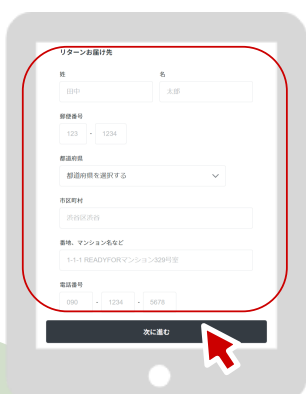 リターンお届け先
姓 名
田中 太郎
郵便番号
123 - 1234
都道府県
都道府県を選択する
市区町村
渋谷区渋谷
番地、マンション名など
1-1-1 READYFORマンション329号室
電話番号
090 - 1234 - 5678
次に進む